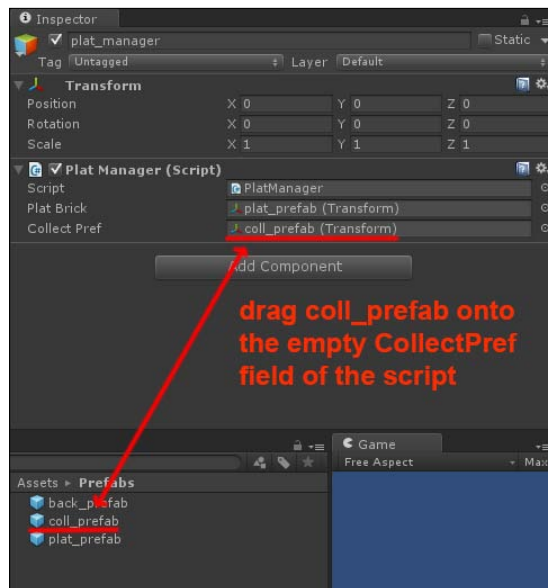 Inspector
plat_manager Static
Tag Untagged Layer Default
Transform
Position X 0 Y 0 Z 0
Rotation X 0 Y 0 Z 0
Scale X 1 Y 1 Z 1
Plat Manager (Script)
Script PlatManager
Plat Brick plat_prefab (Transform)
Collect Pref coll_prefab (Transform)
Add Component
drag coll_prefab onto
the empty CollectPref
field of the script
Game
Free Aspect Max
Assets Prefabs
back_prefab
coll_prefab
plat_prefab